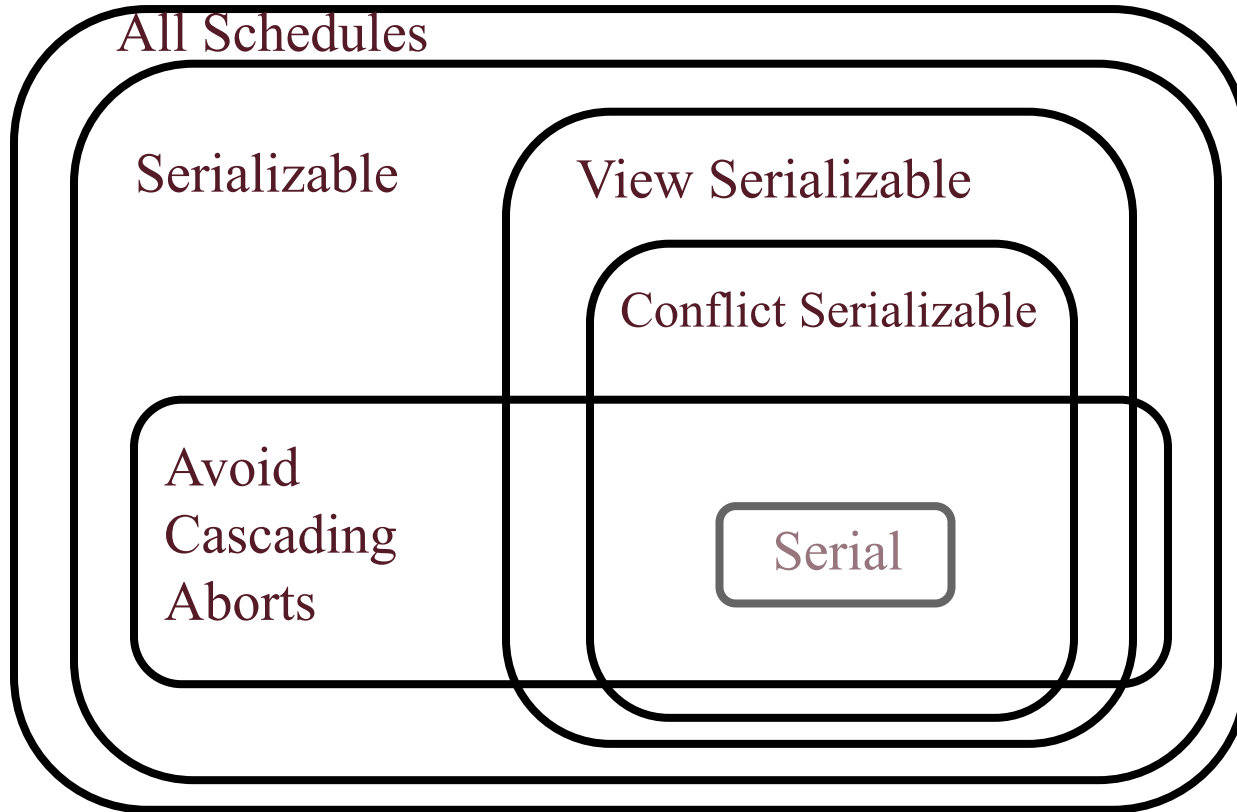 All Schedules
Serializable
View Serializable
Conflict Serializable
Avoid
Cascading
Aborts
Serial